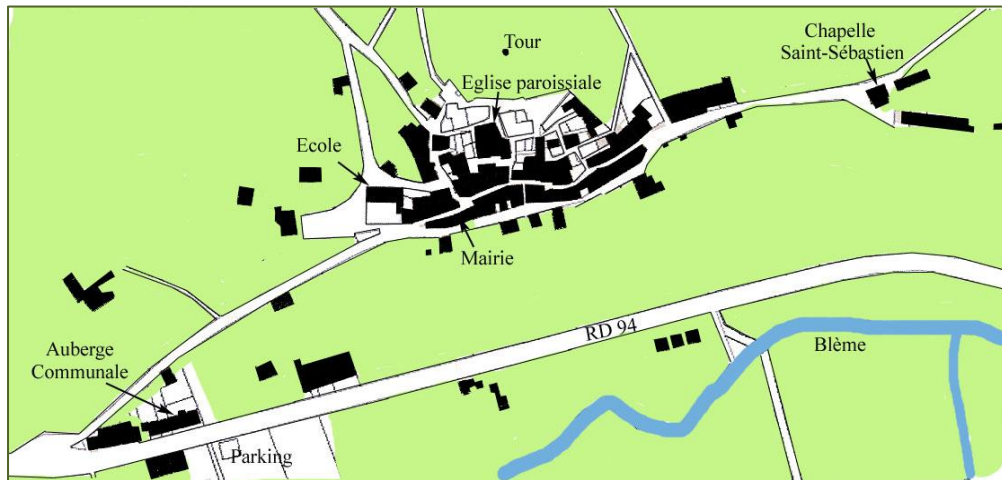 Chapelle
Saint-Sébastien
Tour
Eglise paroissiale
Ecole
Mairie
RD 94
Blème
Auberge
Communale
Parking